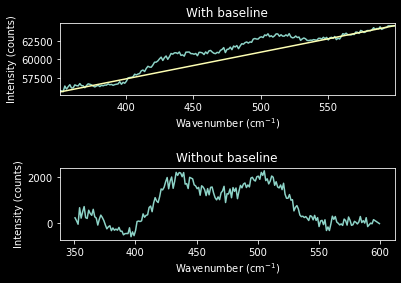 With baseline
Intensity (counts)
62500
60000
57500
400 450 500 550
Wavenumber (cm⁻¹)
Without baseline
Intensity (counts)
2000
0
350 400 450 500 550 600
Wavenumber (cm⁻¹)